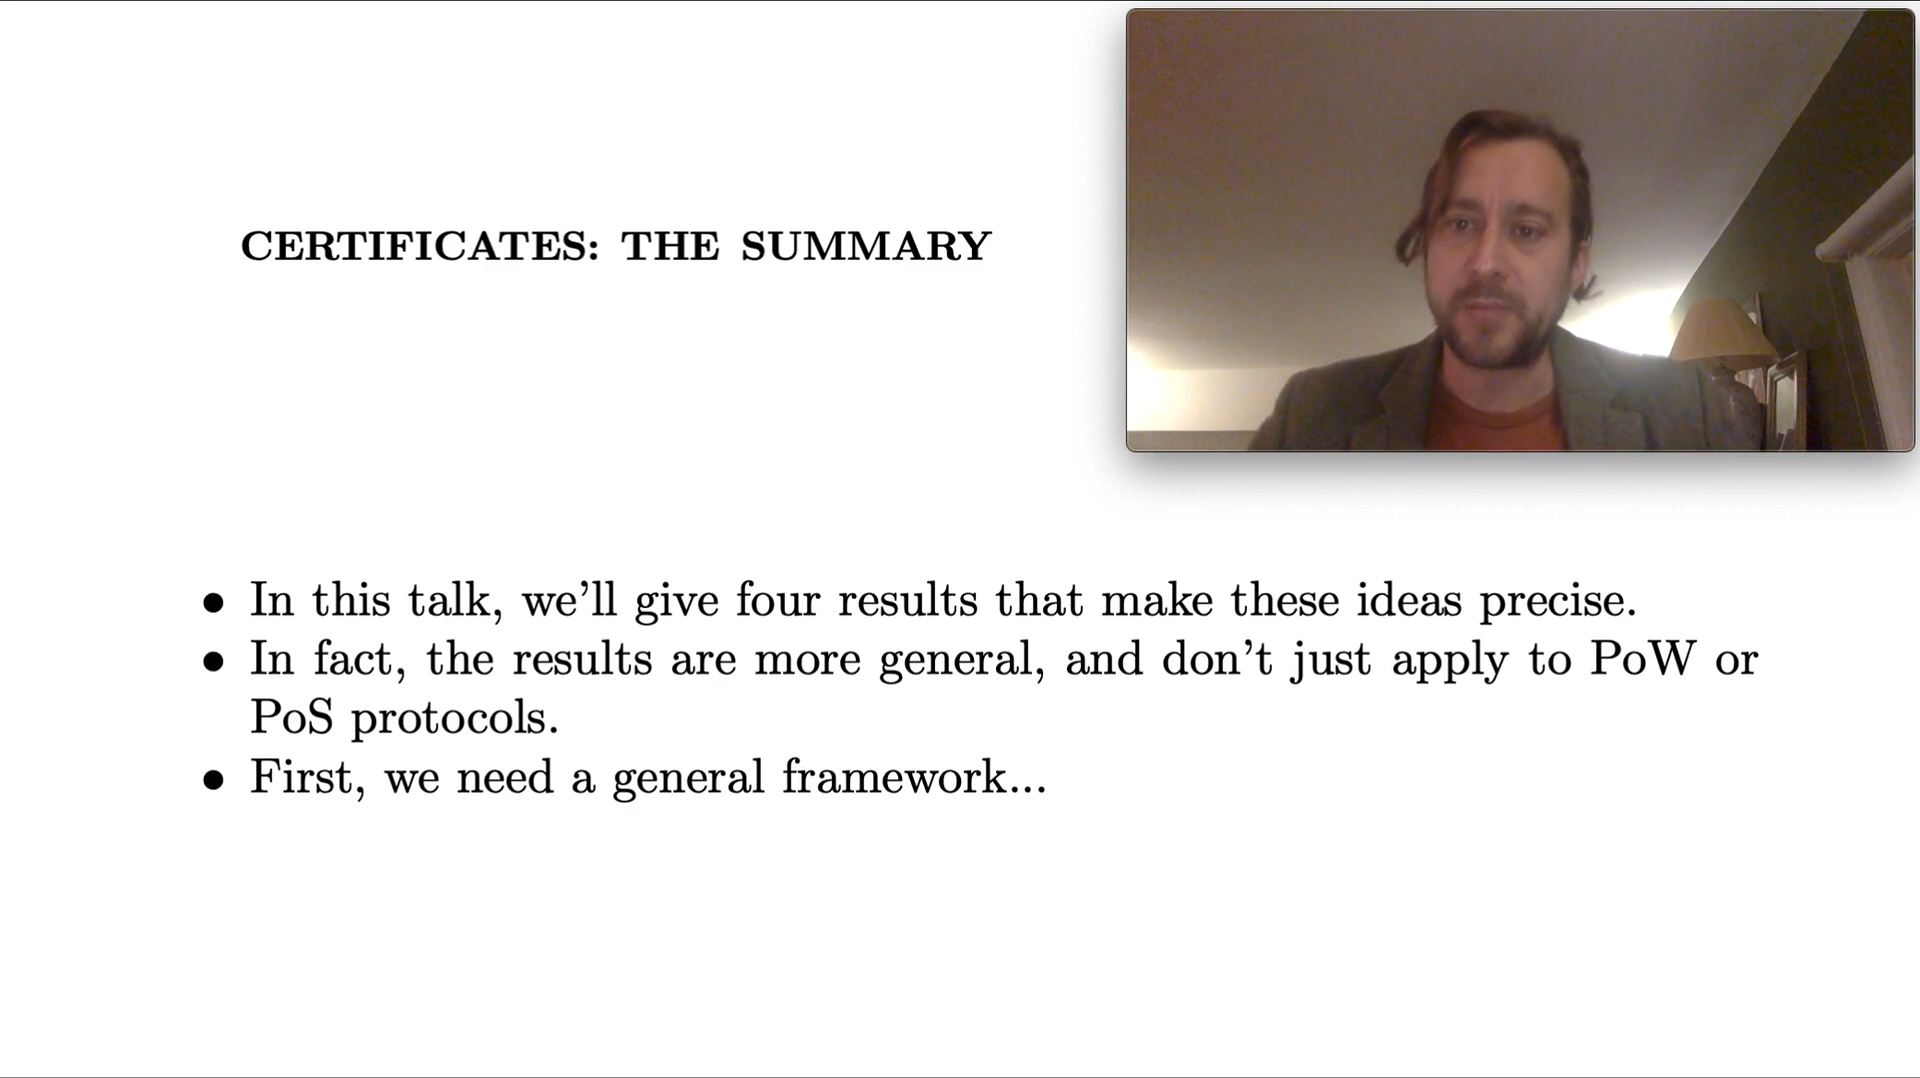 CERTIFICATES: THE SUMMARY
• In this talk, we'll give four results that make these ideas precise.
• In fact, the results are more general, and don't just apply to PoW or
PoS protocols.
• First, we need a general framework...